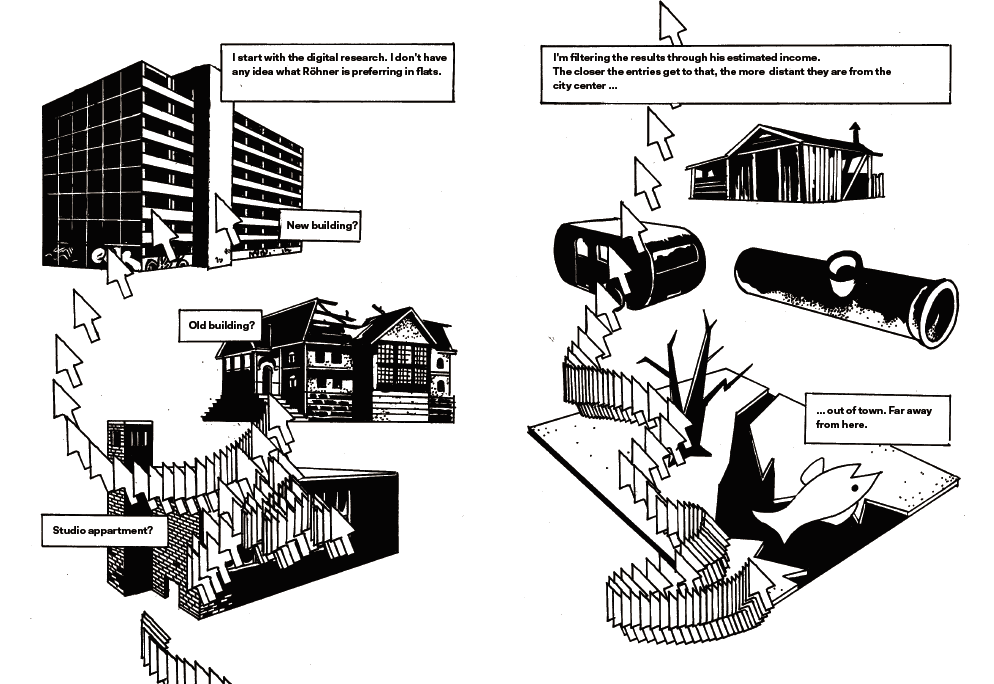 I start with the digital research. I don't have
any idea what Röhner is preferring in flats.
New building?
Old building?
Studio appartment?
I'm filtering the results through his estimated income.
The closer the entries get to that, the more distant they are from the
city center ...
... out of town. Far away
from here.